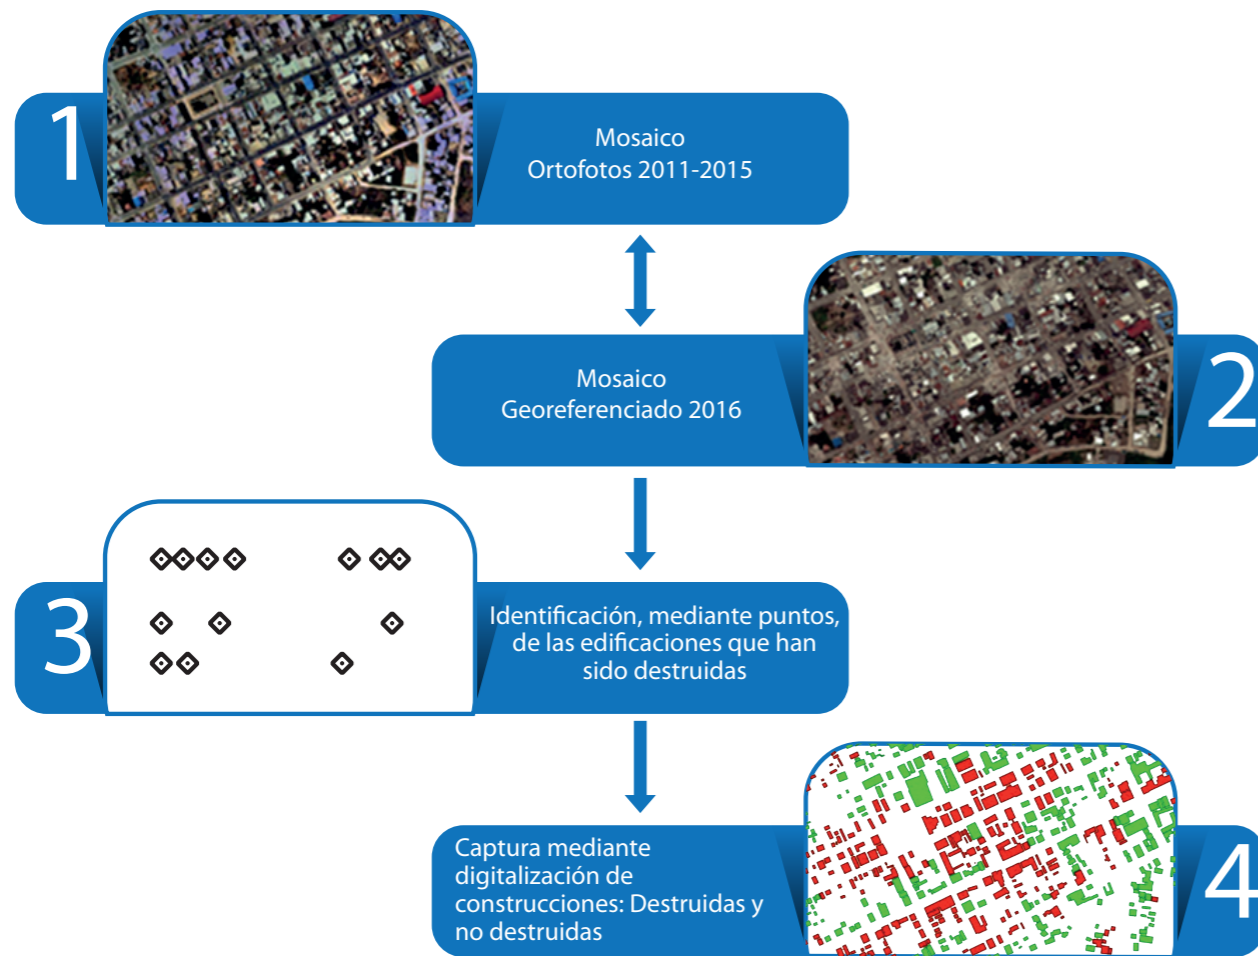 1
Mosaico
Ortofotos 2011-2015
Mosaico
Georeferenciado 2016
2
3
Identificación, mediante puntos,
de las edificaciones que han
sido destruidas
Captura mediante
digitalización de
construcciones: Destruidas y
no destruidas
4